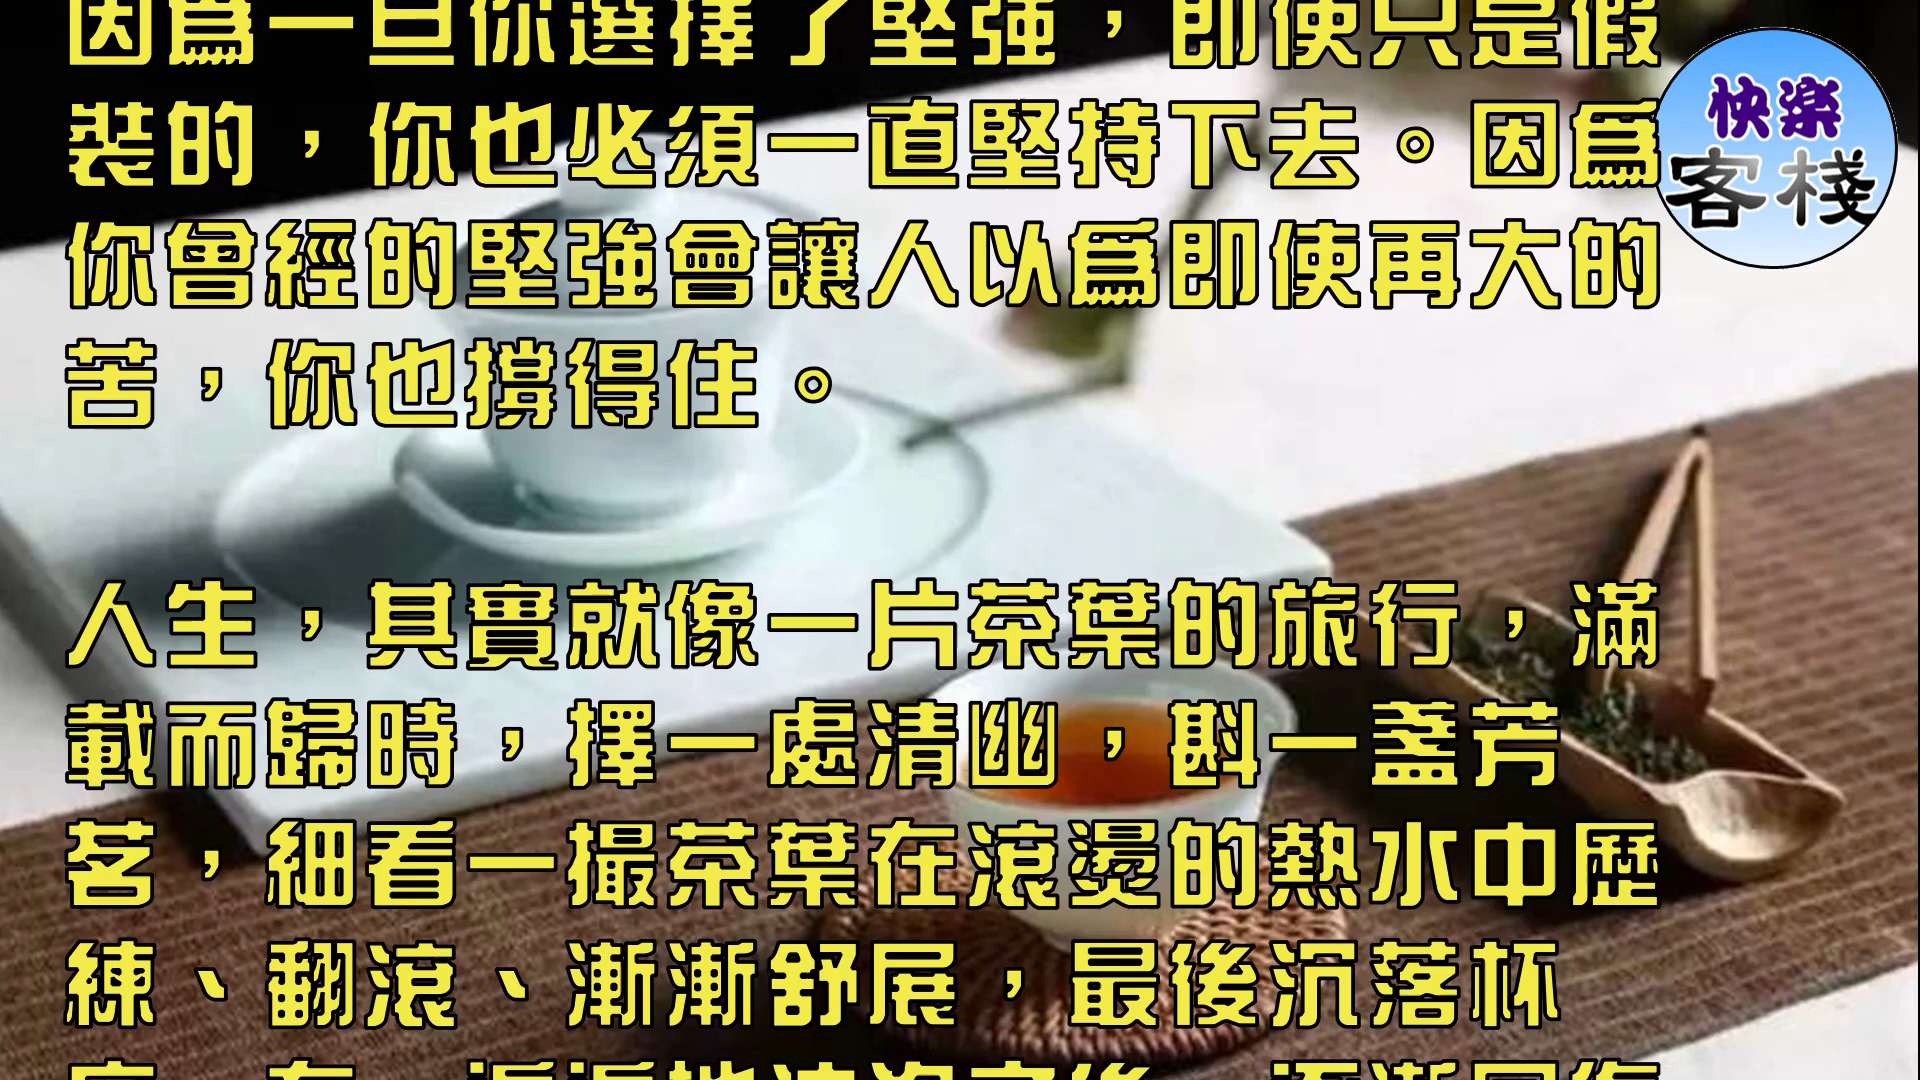 因為一旦你選擇了堅強，即使只是假
裝的，你也必須一直堅持下去。因為
你曾經的堅強會讓人以為即使再大的
苦，你也撐得住。
人生，其實就像一片茶葉的旅行，滿
載而歸時，擇一處清幽，斟一盞芳
茗，細看一撮茶葉在滾燙的熱水中歷
練、翻滾、漸漸舒展，最後沉落杯
快樂
客棧